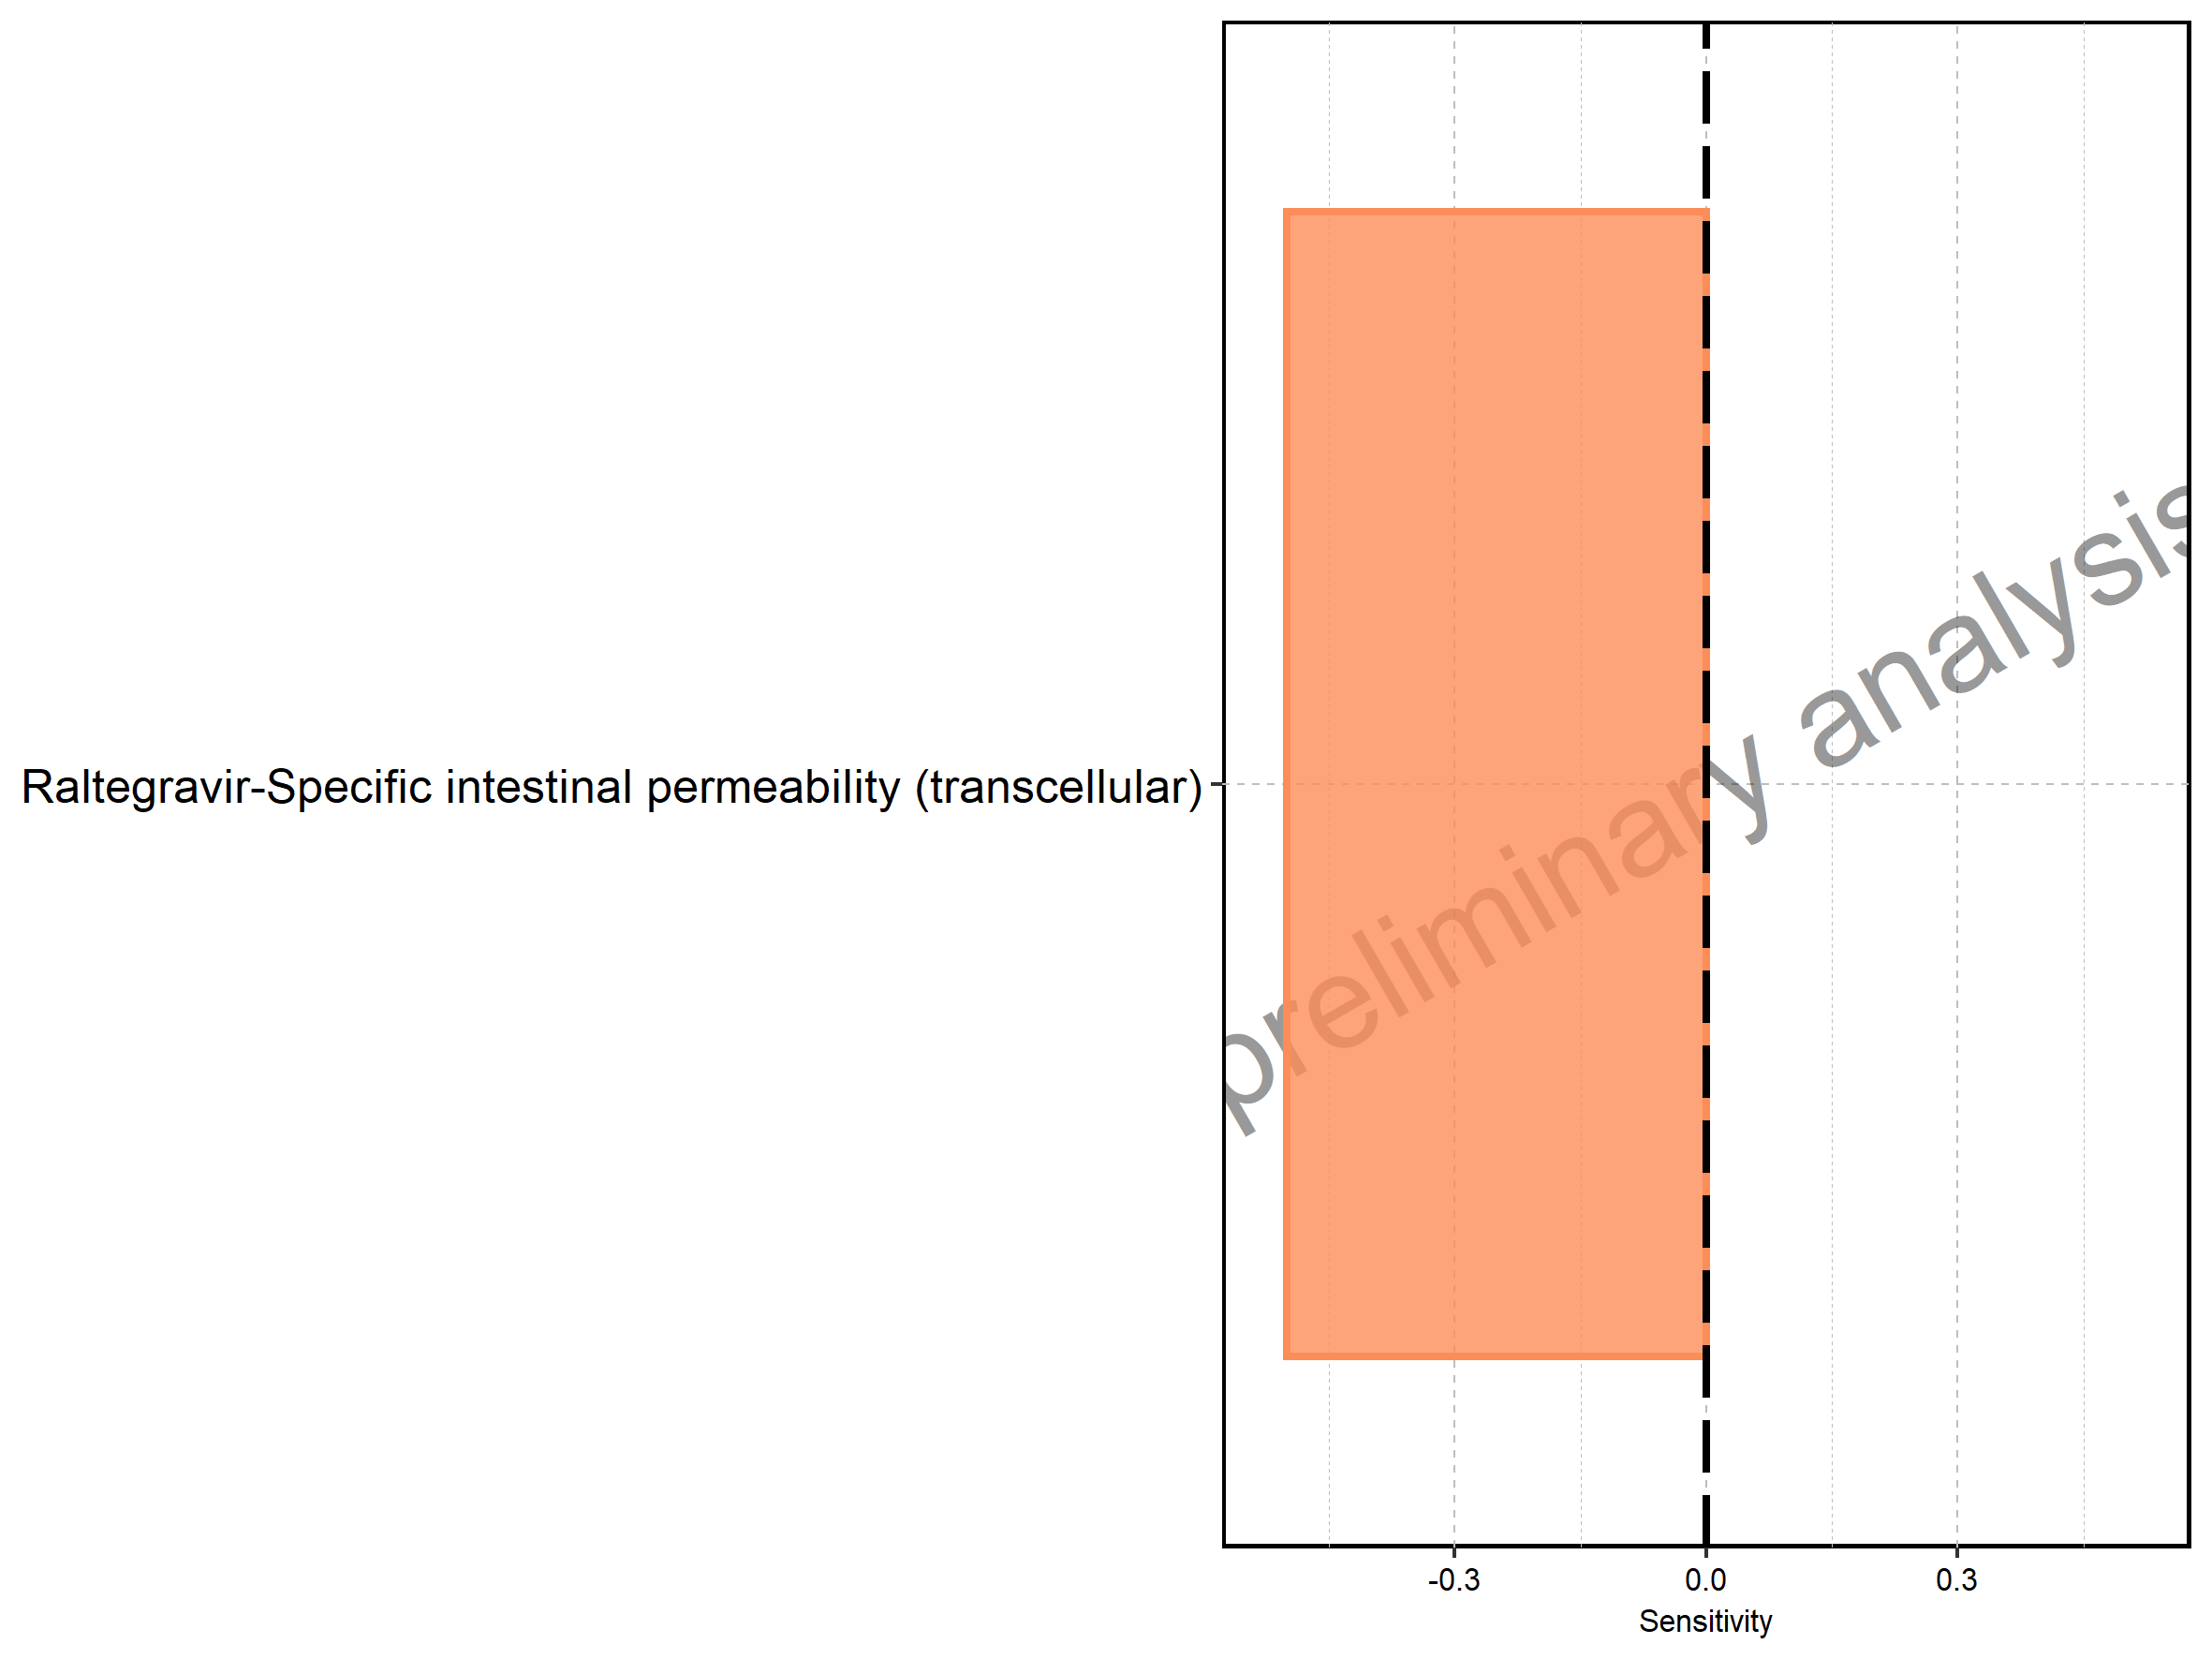 Raltegravir-Specific intestinal permeability (transcellular)
preliminary analysis
-0.3 0.0 0.3
Sensitivity